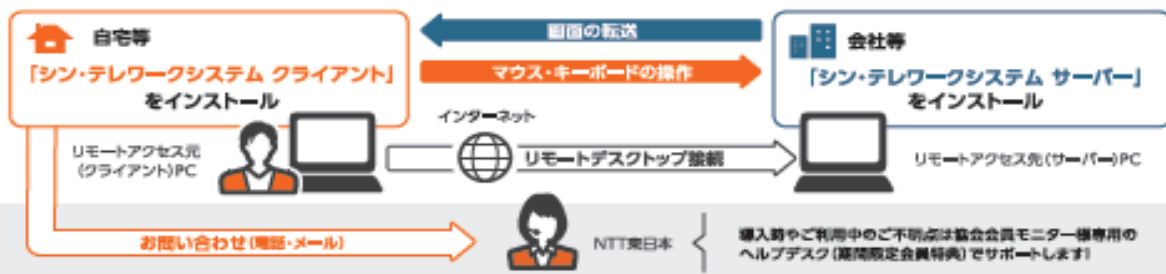 自宅等
「シン・テレワークシステム クライアント」
をインストール
画面の転送
マウス・キーボードの操作
会社等
「シン・テレワークシステム サーバー」
をインストール
インターネット
リモートアクセス元
(クライアント)PC
リモートデスクトップ接続
リモートアクセス先(サーバー)PC
お問い合わせ(電話・メール)
NTT東日本
導入時やご利用中のご不明点は協会会員モニター様専用の
ヘルプデスク(期間限定会員特典)でサポートします!